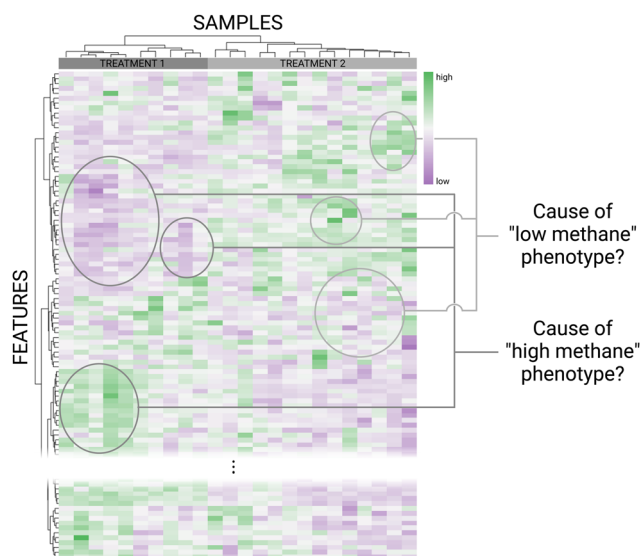 SAMPLES
TREATMENT 1
TREATMENT 2
high
low
FEATURES
Cause of
"low methane"
phenotype?
Cause of
"high methane"
phenotype?
⋮